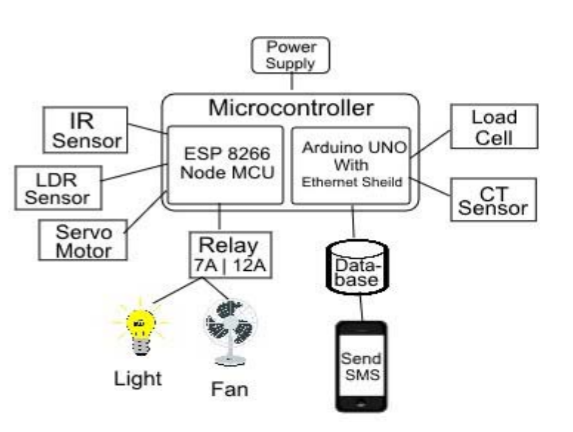 Power
Supply
Microcontroller
IR
Sensor
LDR
Sensor
Servo
Motor
ESP 8266
Node MCU
Arduino UNO
With
Ethernet Sheild
Load
Cell
CT
Sensor
Relay
7A | 12A
Data-
base
Light
Fan
Send
SMS